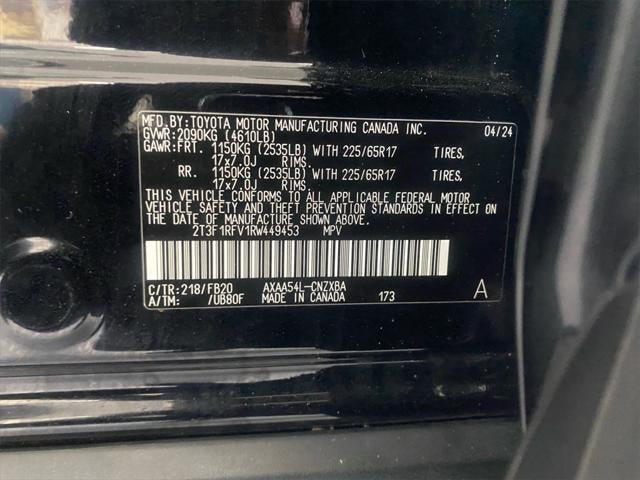 MFD.BY:TOYOTA MOTOR MANUFACTURING CANADA INC. 04/24
GVWR:2090KG (4610LB)
GAWR:FRT. 1150KG (2535LB) WITH 225/65R17 TIRES,
17x7.0J RIMS,
RR. 1150KG (2535LB) WITH 225/65R17 TIRES,
17x7.0J RIMS.
THIS VEHICLE CONFORMS TO ALL APPLICABLE FEDERAL MOTOR
VEHICLE SAFETY AND THEFT PREVENTION STANDARDS IN EFFECT ON
THE DATE OF MANUFACTURE SHOWN ABOVE.
2T3F1RFV1RW449453 MPV
C/TR:218/FB20 AXAA54L-CNZXBA
A/TM: /UB80F MADE IN CANADA 173 A